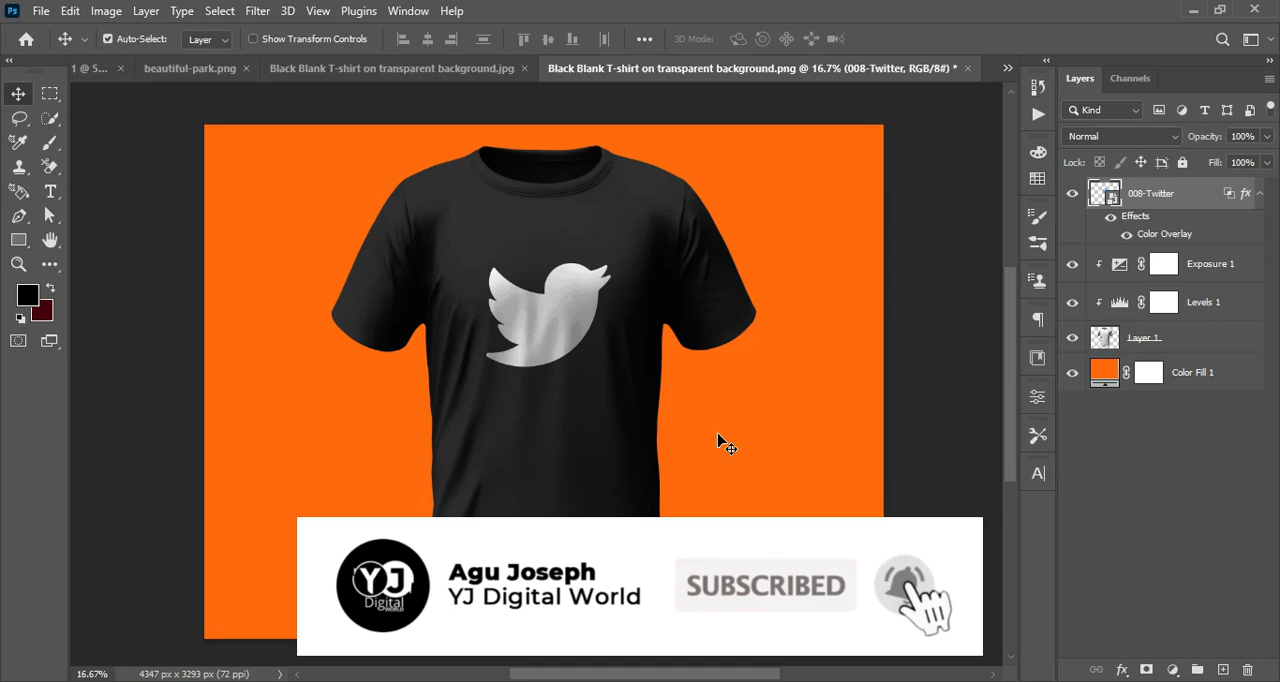 Ps File Edit Image Layer Type Select Filter 3D View Plugins Window Help
Auto-Select: Layer Show Transform Controls 3D Mode:
1 @ 5... × beautiful-park.png × Black Blank T-shirt on transparent background.jpg × Black Blank T-shirt on transparent background.png @ 16.7% (008-Twitter, RGB/8#) * ×
Layers Channels
Kind
Normal Opacity: 100%
Lock: Fill: 100%
008-Twitter fx
Effects
Color Overlay
Exposure 1
Levels 1
Layer 1
Color Fill 1
YJ
Digital
WORLD
Agu Joseph
YJ Digital World
SUBSCRIBED
16.67% 4347 px x 3293 px (72 ppi)